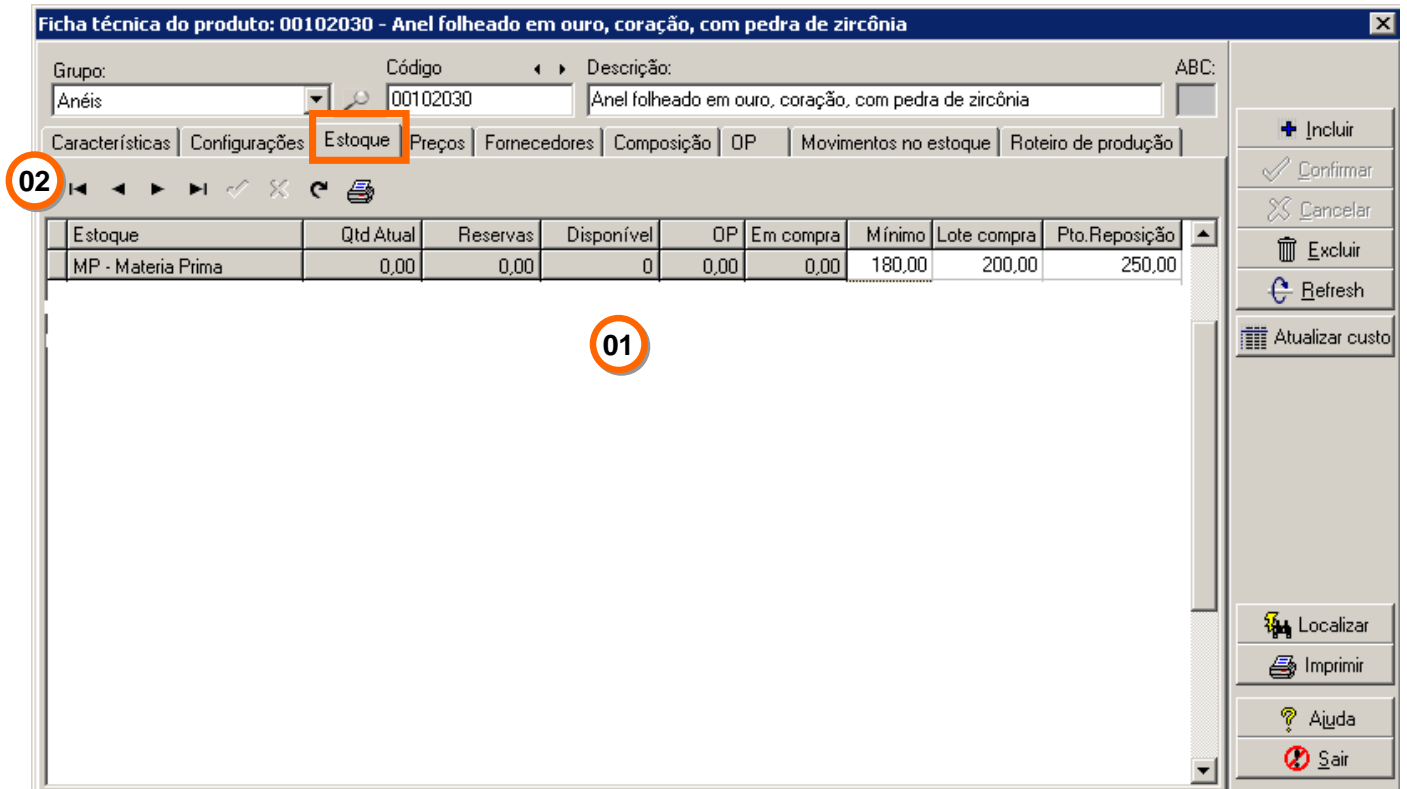 Ficha técnica do produto: 00102030 - Anel folheado em ouro, coração, com pedra de zircônia
Grupo: Código Descrição: ABC:
Anéis 00102030 Anel folheado em ouro, coração, com pedra de zircônia
Características Configurações Estoque Preços Fornecedores Composição OP Movimentos no estoque Roteiro de produção
02
Estoque Qtd Atual Reservas Disponível OP Em compra Mínimo Lote compra Pto.Reposição
MP - Materia Prima 0,00 0,00 0 0,00 0,00 180,00 200,00 250,00
01
Incluir
Confirmar
Cancelar
Excluir
Refresh
Atualizar custo
Localizar
Imprimir
Ajuda
Sair